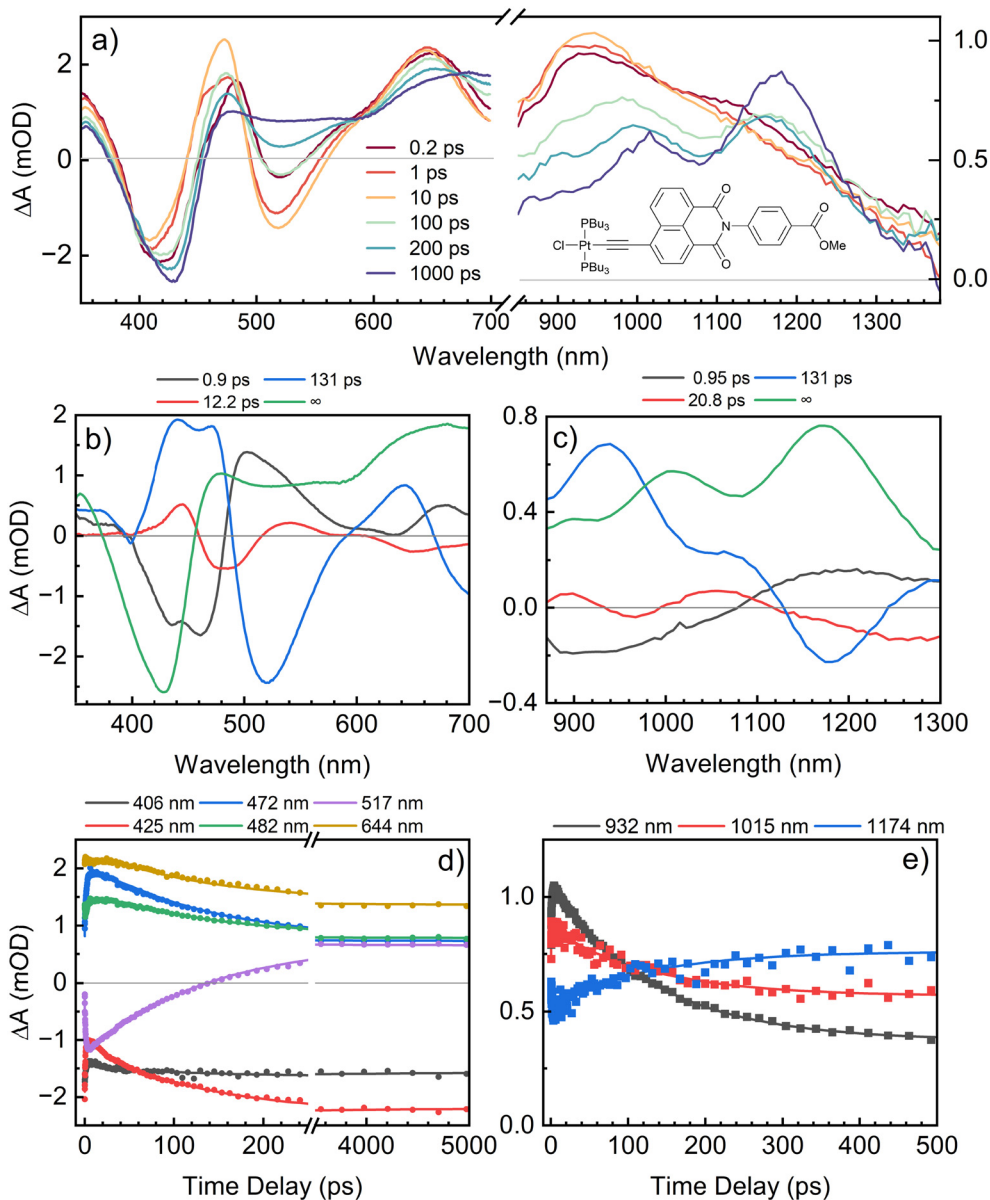 a)
ΔA (mOD)
2
0
−2
0.2 ps
1 ps
10 ps
100 ps
200 ps
1000 ps
PBu3
Cl Pt
PBu3
O
N
O
O
OMe
1.0
0.5
0.0
400 500 600 700 900 1000 1100 1200 1300
Wavelength (nm)
0.9 ps 131 ps
12.2 ps ∞
b)
ΔA (mOD)
2
1
0
−1
−2
400 500 600 700
Wavelength (nm)
0.95 ps 131 ps
20.8 ps ∞
c)
0.8
0.4
0.0
−0.4
900 1000 1100 1200 1300
Wavelength (nm)
406 nm 472 nm 517 nm
425 nm 482 nm 644 nm
d)
ΔA (mOD)
2
1
0
−1
−2
0 100 200 4000 5000
Time Delay (ps)
932 nm 1015 nm 1174 nm
e)
1.0
0.5
0.0
0 100 200 300 400 500
Time Delay (ps)